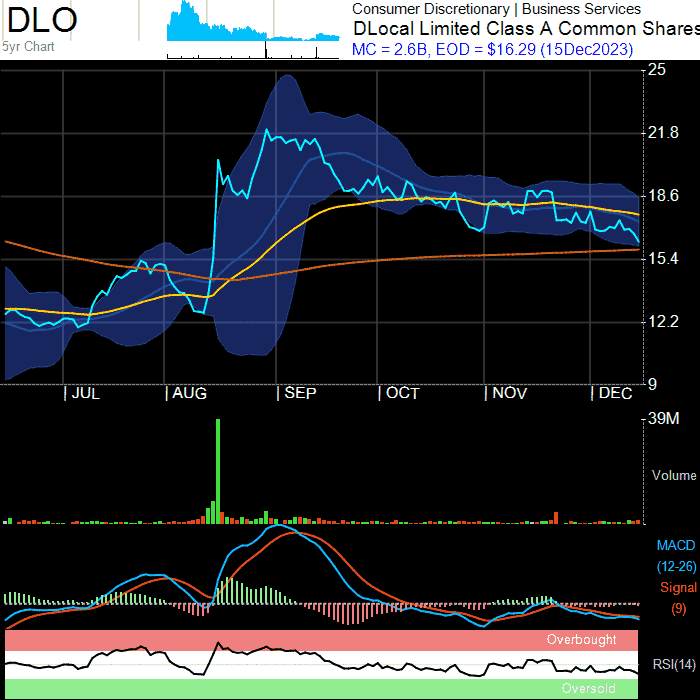 DLO
5yr Chart
Consumer Discretionary | Business Services
DLocal Limited Class A Common Shares
MC = 2.6B, EOD = $16.29 (15Dec2023)
25
21.8
18.6
15.4
12.2
9
| JUL | AUG | SEP | OCT | NOV | DEC
39M
Volume
MACD
(12-26)
Signal
(9)
Overbought
RSI(14)
Oversold